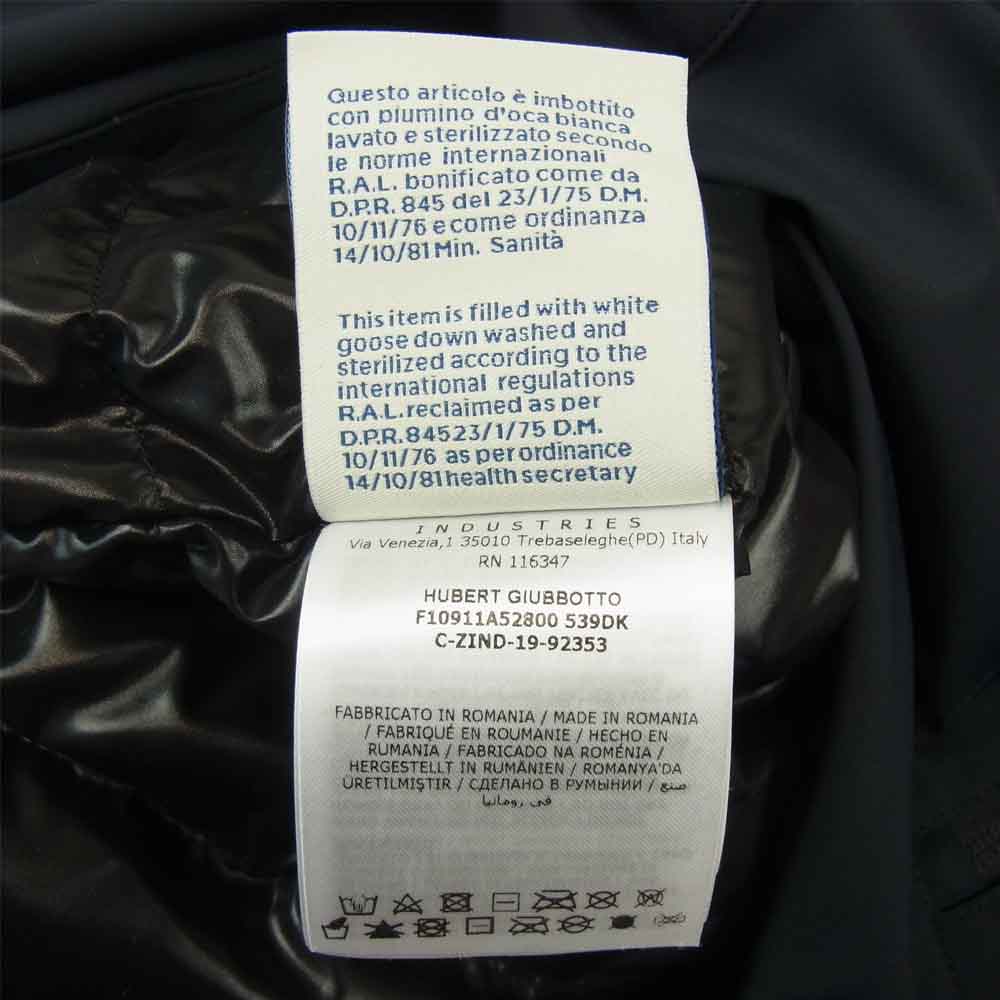 Questo articolo è imbottito
con piumino d'oca bianca
lavato e sterilizzato secondo
le norme internazionali
R.A.L. bonificato come da
D.P.R. 845 del 23/1/75 D.M.
10/11/76 e come ordinanza
14/10/81 Min. Sanità
This item is filled with white
goose down washed and
sterilized according to the
international regulations
R.A.L. reclaimed as per
D.P.R. 84523/1/75 D.M.
10/11/76 as per ordinance
14/10/81 health secretary
INDUSTRIES
Via Venezia,1 35010 Trebaseleghe(PD) Italy
RN 116347
HUBERT GIUBBOTTO
F10911A52800 539DK
C-ZIND-19-92353
FABBRICATO IN ROMANIA / MADE IN ROMANIA
/ FABRIQUÉ EN ROUMANIE / HECHO EN
RUMANIA / FABRICADO NA ROMÉNIA /
HERGESTELLT IN RUMÄNIEN / ROMANYA'DA
ÜRETILMIŞTIR / СДЕЛАНО В РУМЫНИИ / صنع
في رومانيا